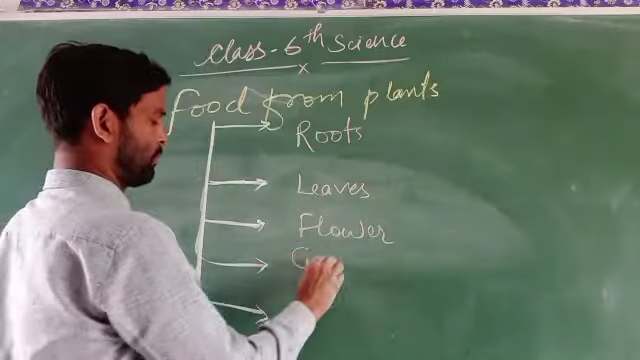 Class-6th Science
x
food from plants
Roots
Leaves
Flower